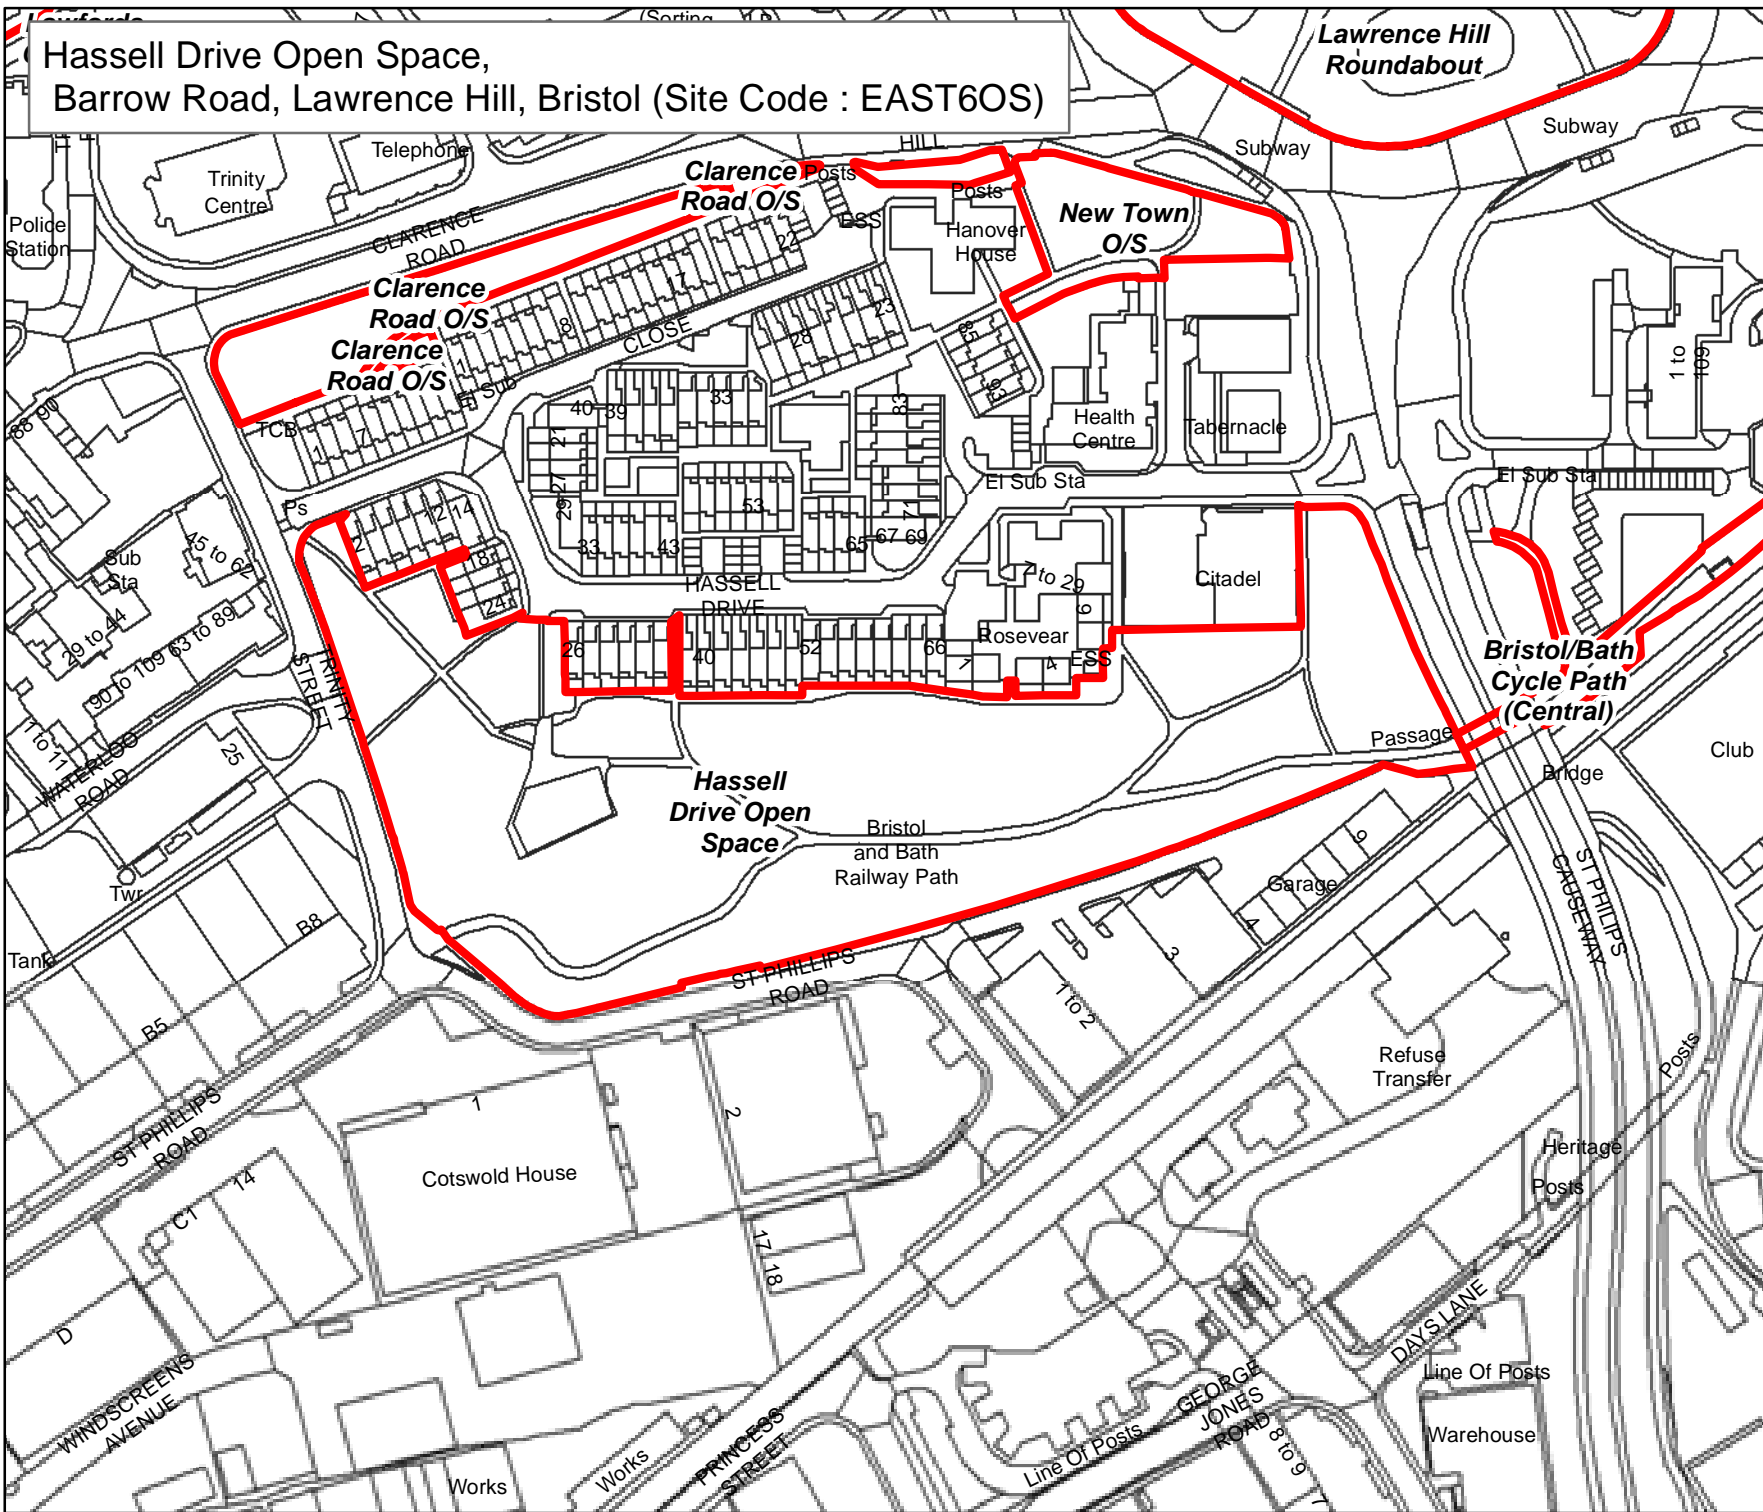 Hassell Drive Open Space,
Barrow Road, Lawrence Hill, Bristol (Site Code : EAST6OS)
Lawrence Hill
Roundabout
Subway
Subway
Telephone
Trinity
Centre
Police
Station
HILL
Clarence
Road O/S
Posts
Posts
ESS
Hanover
House
New Town
O/S
CLARENCE
ROAD
22
17
8
1
Clarence
Road O/S
Clarence
Road O/S
CLOSE
El Sub
28
23
85
93
1 to
109
TCB
1
7
40
39
33
21
27
29
83
Health
Centre
Tabernacle
El Sub Sta
El Sub Sta
88
90
Ps
2
12
14
18
24
53
33
43
65
67 69
71
Sub
Sta
45 to 62
29 to 44
90 to 109
63 to 89
1 to 11
HASSELL
DRIVE
7 to 29
6
Citadel
Rosevear
26
40
52
66
7
4
ESS
Bristol/Bath
Cycle Path
(Central)
TRINITY
STREET
WATERLOO
ROAD
25
Passage
Bridge
Club
Hassell
Drive Open
Space
Bristol
and Bath
Railway Path
Twr
Tank
B8
B5
Garage
9
4
3
1 to 2
ST PHILIPS
CAUSEWAY
ST PHILLIPS
ROAD
Refuse
Transfer
Posts
ST PHILLIPS
ROAD
1
2
Cotswold House
14
C1
D
17
18
Heritage
Posts
DAYS LANE
Line Of Posts
WINDSCREENS
AVENUE
Works
Works
PRINCESS
STREET
Line Of Posts
GEORGE
JONES
ROAD
8 to 9
7
Warehouse